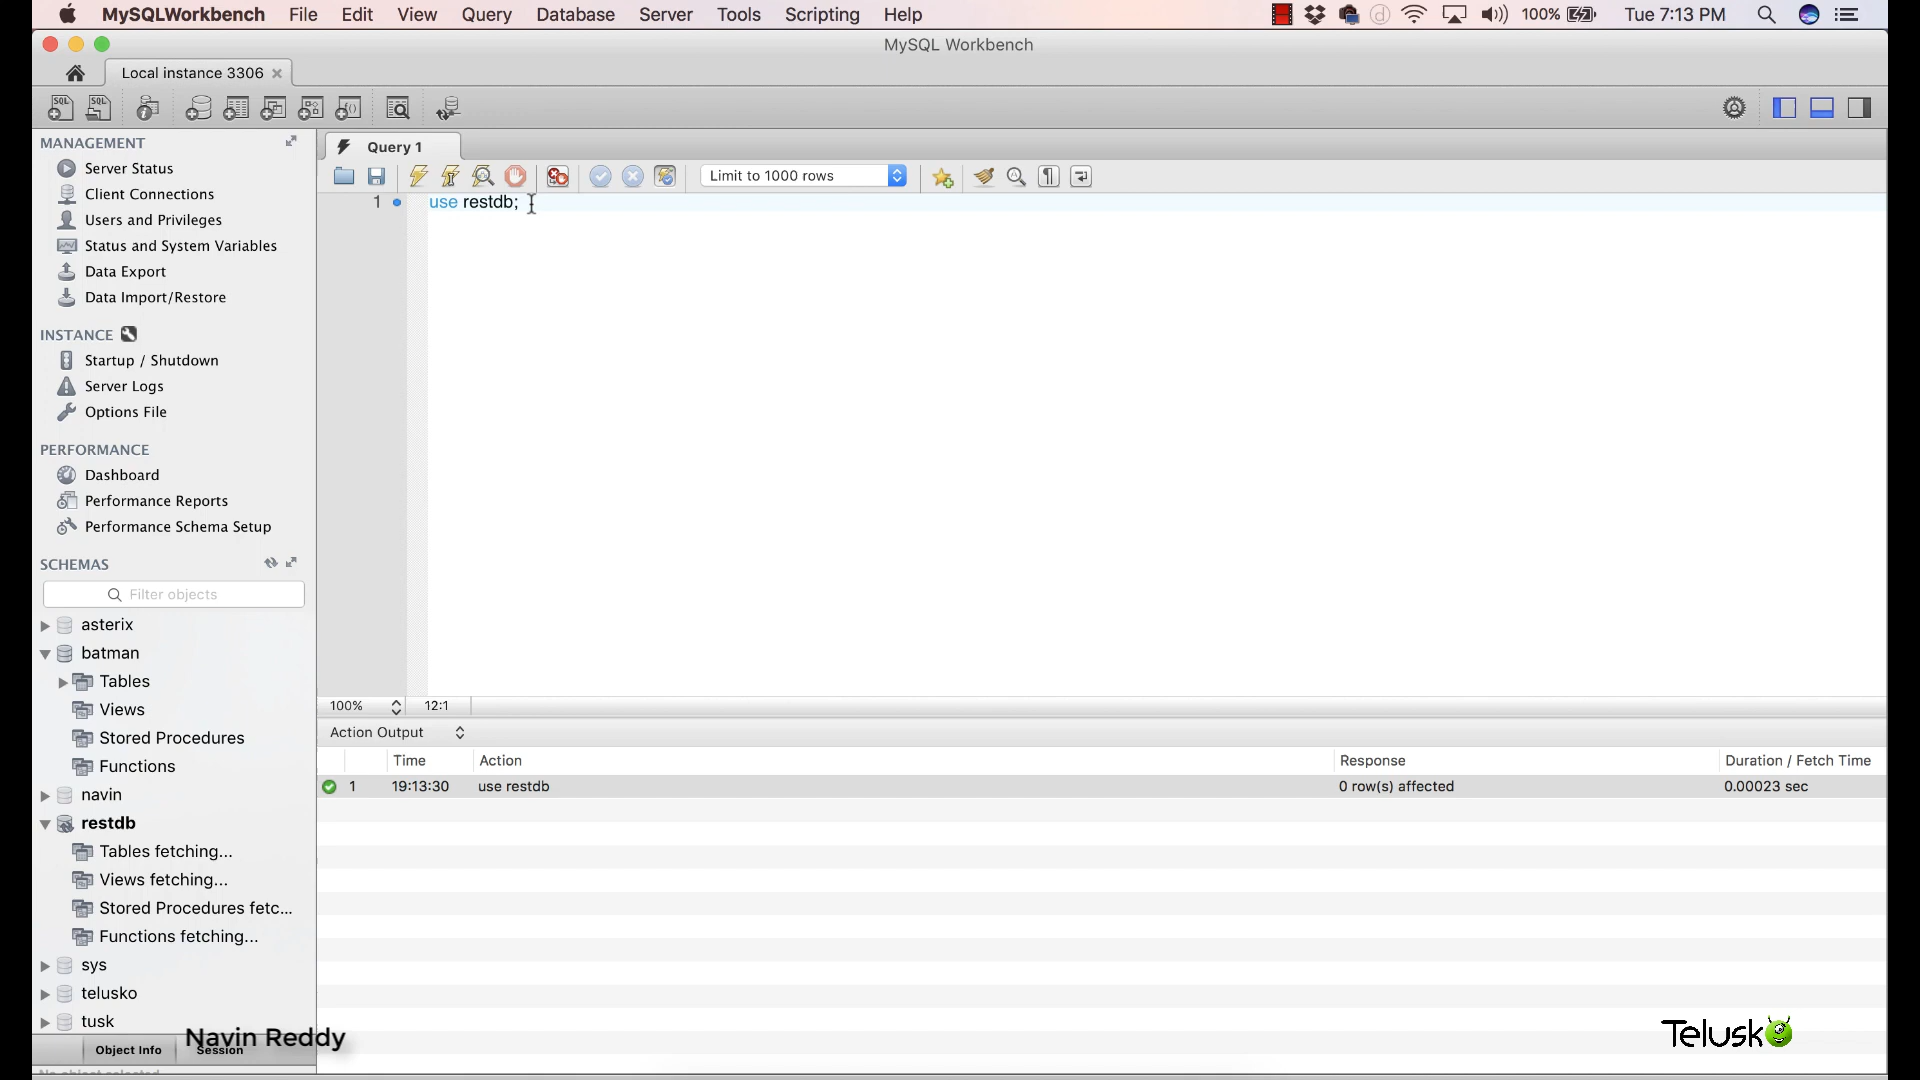 MySQLWorkbench File Edit View Query Database Server Tools Scripting Help 100% Tue 7:13 PM
MySQL Workbench
Local instance 3306
MANAGEMENT
Server Status
Client Connections
Users and Privileges
Status and System Variables
Data Export
Data Import/Restore
INSTANCE
Startup / Shutdown
Server Logs
Options File
PERFORMANCE
Dashboard
Performance Reports
Performance Schema Setup
SCHEMAS
Filter objects
asterix
batman
Tables
Views
Stored Procedures
Functions
navin
restdb
Tables fetching...
Views fetching...
Stored Procedures fetc...
Functions fetching...
sys
telusko
tusk
Object Info Session
No object selected
Query 1
Limit to 1000 rows
1 use restdb;
100% 12:1
Action Output
Time Action Response Duration / Fetch Time
1 19:13:30 use restdb 0 row(s) affected 0.00023 sec
Navin Reddy
Telusko